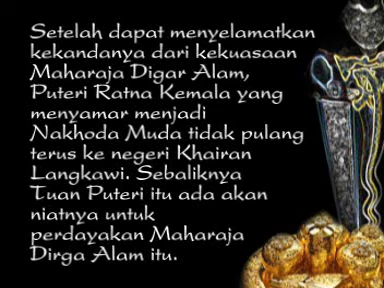 Setelah dapat menyelamatkan
kekandanya dari kekuasaan
Maharaja Digar Alam,
Puteri Ratna Kemala yang
menyamar menjadi
Nakhoda Muda tidak pulang
terus ke negeri Khairan
Langkawi. Sebaliknya
Tuan Puteri itu ada akan
niatnya untuk
perdayakan Maharaja
Dirga Alam itu.